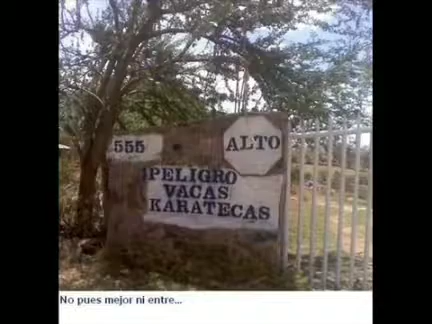 555
ALTO
¡PELIGRO
VACAS
KARATECAS
No pues mejor ni entre...